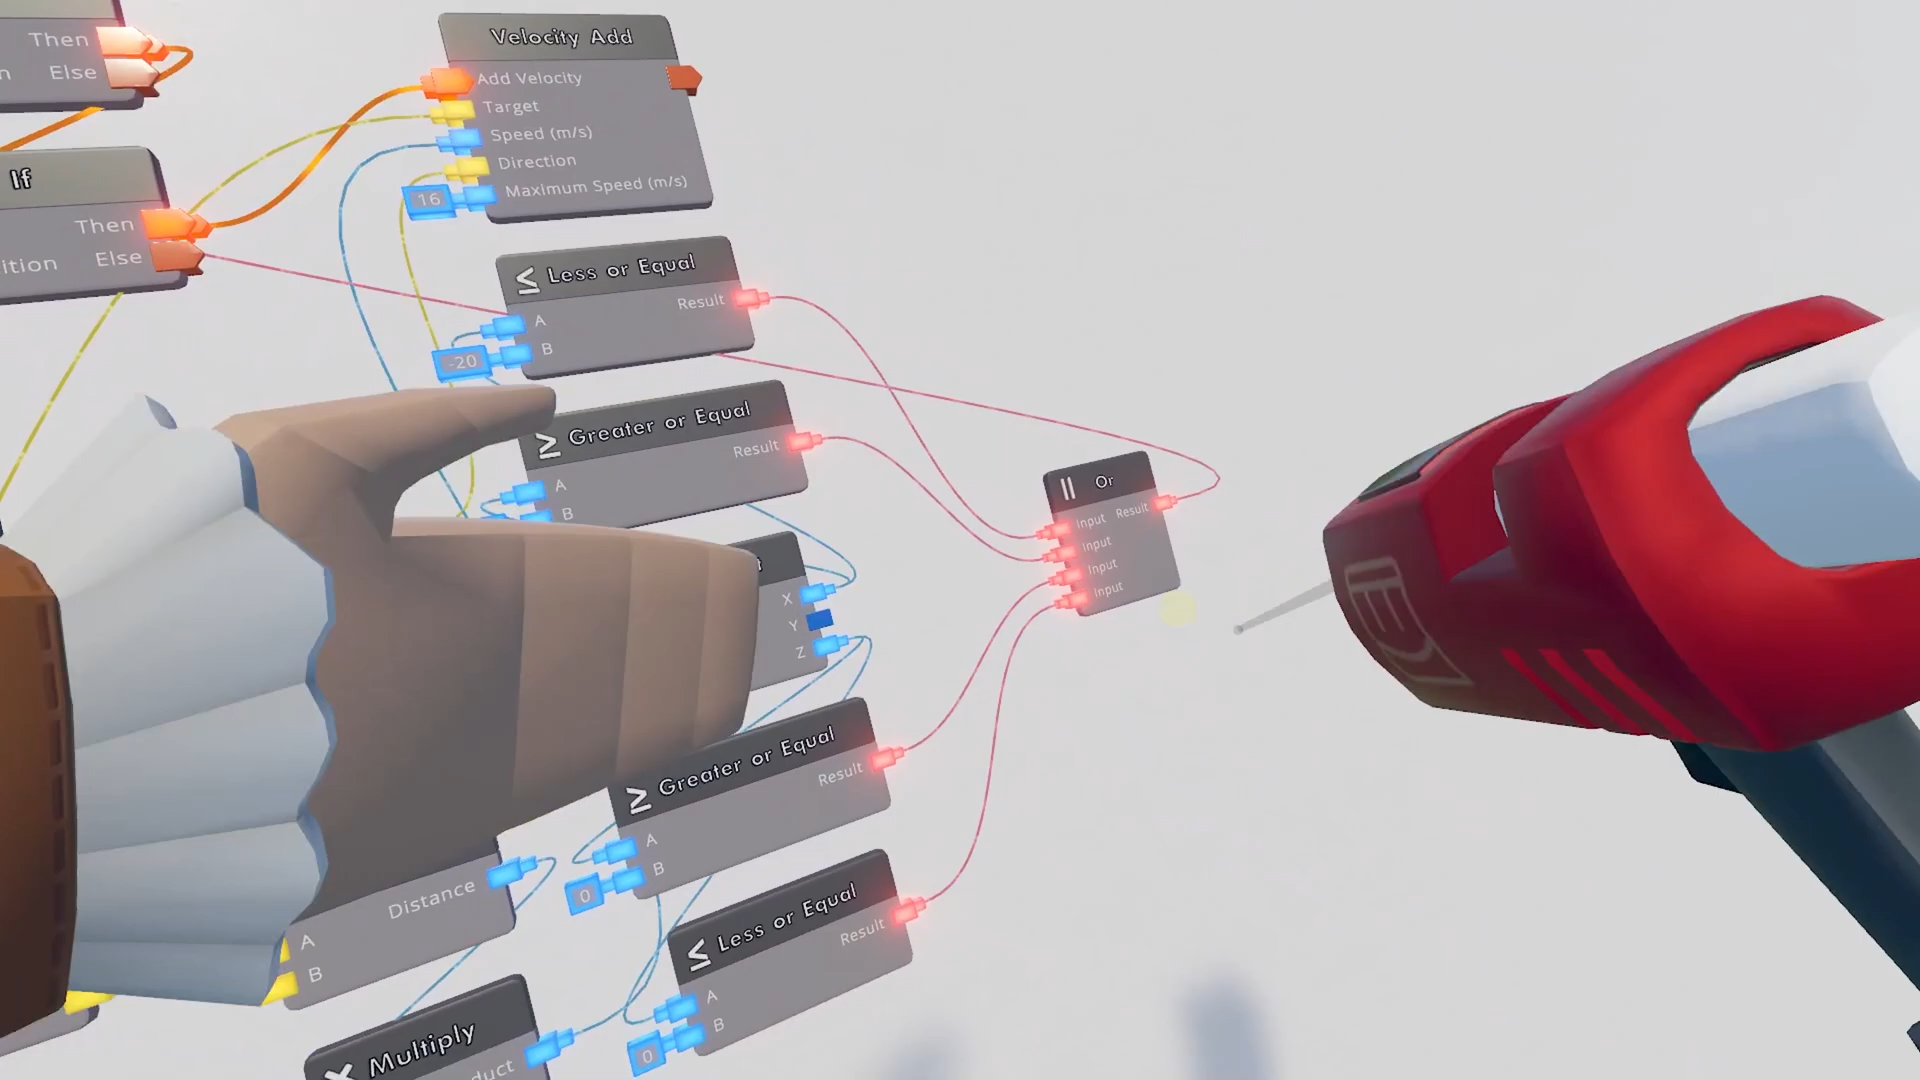 Then
Else
If
Then
Else
Velocity Add
Add Velocity
Target
Speed (m/s)
Direction
Maximum Speed (m/s)
16
≤ Less or Equal
Result
A
B
-20
≥ Greater or Equal
Result
A
B
X
Y
Z
|| Or
Input
Result
Input
Input
Input
≥ Greater or Equal
Result
A
B
0
≤ Less or Equal
Result
A
B
0
Distance
A
B
Multiply